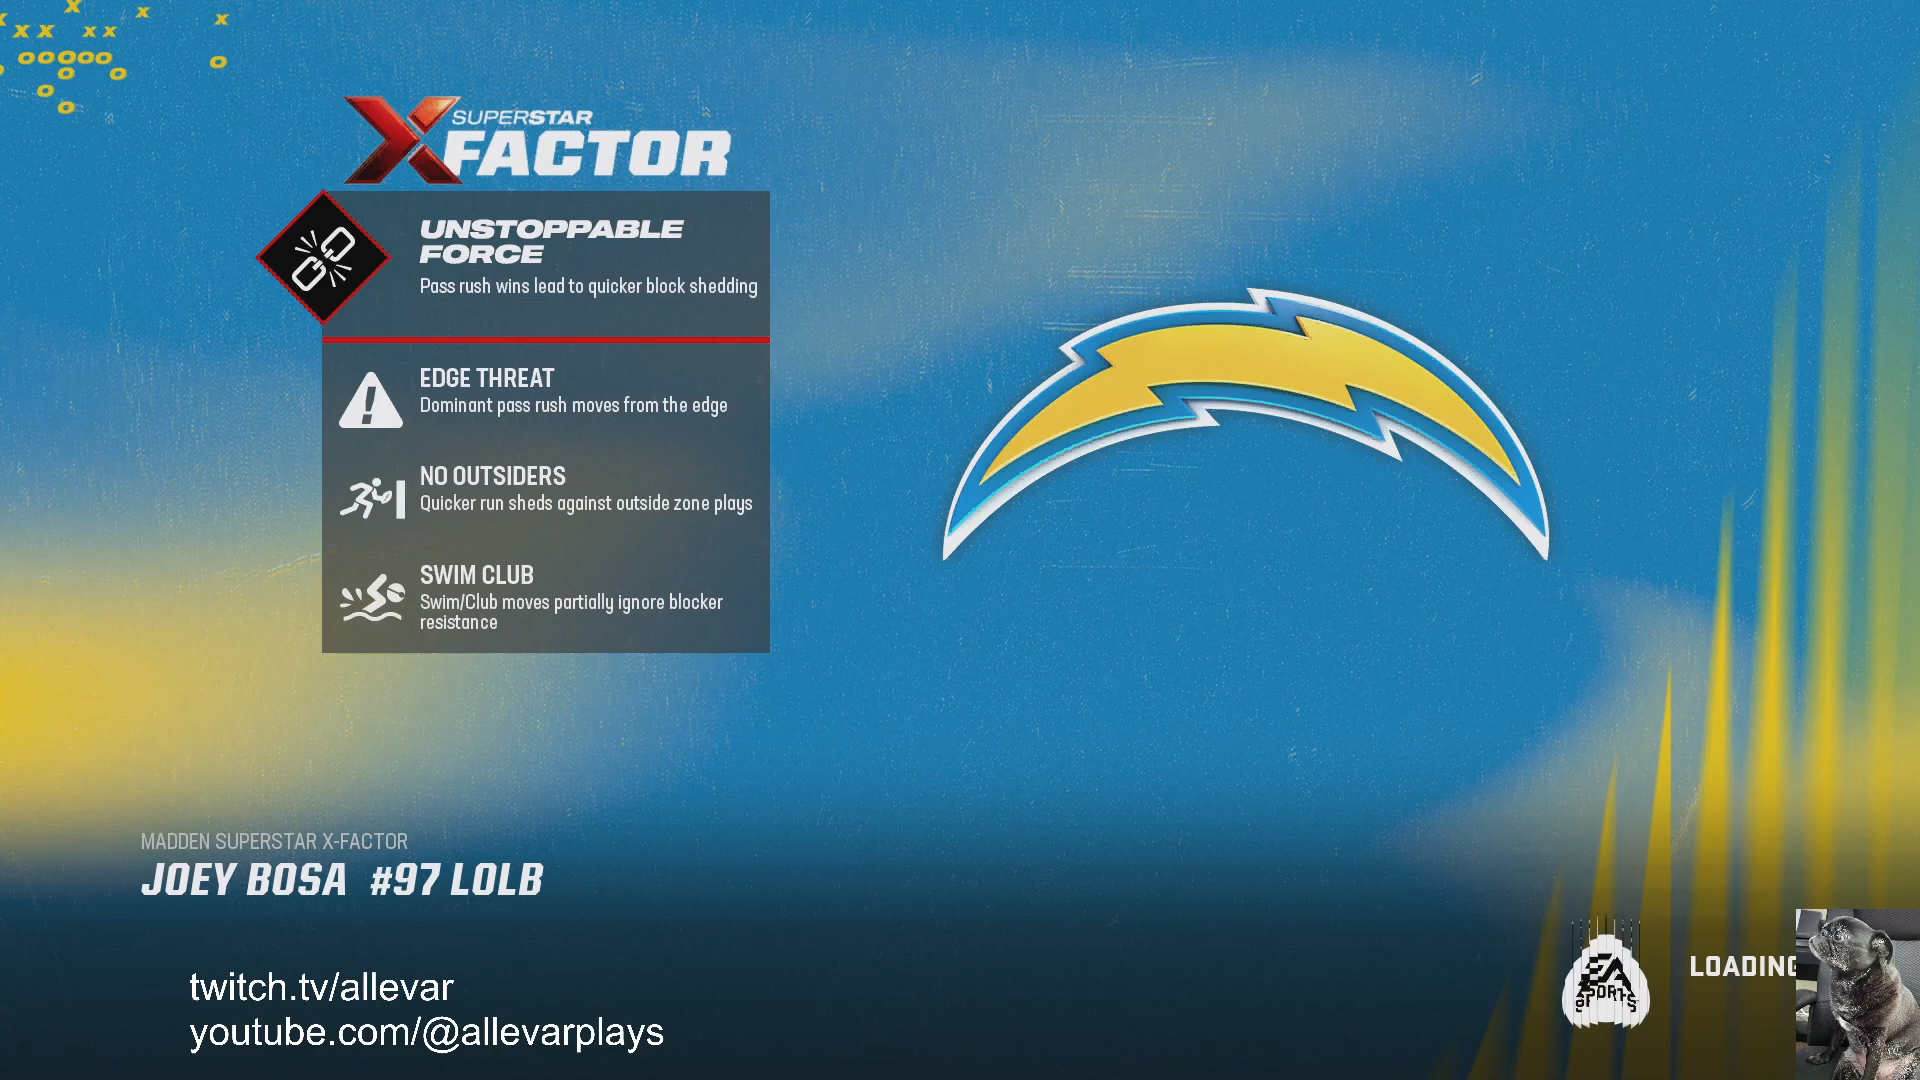 SUPERSTAR
XFACTOR
UNSTOPPABLE
FORCE
Pass rush wins lead to quicker block shedding
EDGE THREAT
Dominant pass rush moves from the edge
NO OUTSIDERS
Quicker run sheds against outside zone plays
SWIM CLUB
Swim/Club moves partially ignore blocker
resistance
MADDEN SUPERSTAR X-FACTOR
JOEY BOSA #97 LOLB
twitch.tv/allevar
youtube.com/@allevarplays
EA
SPORTS
LOADING